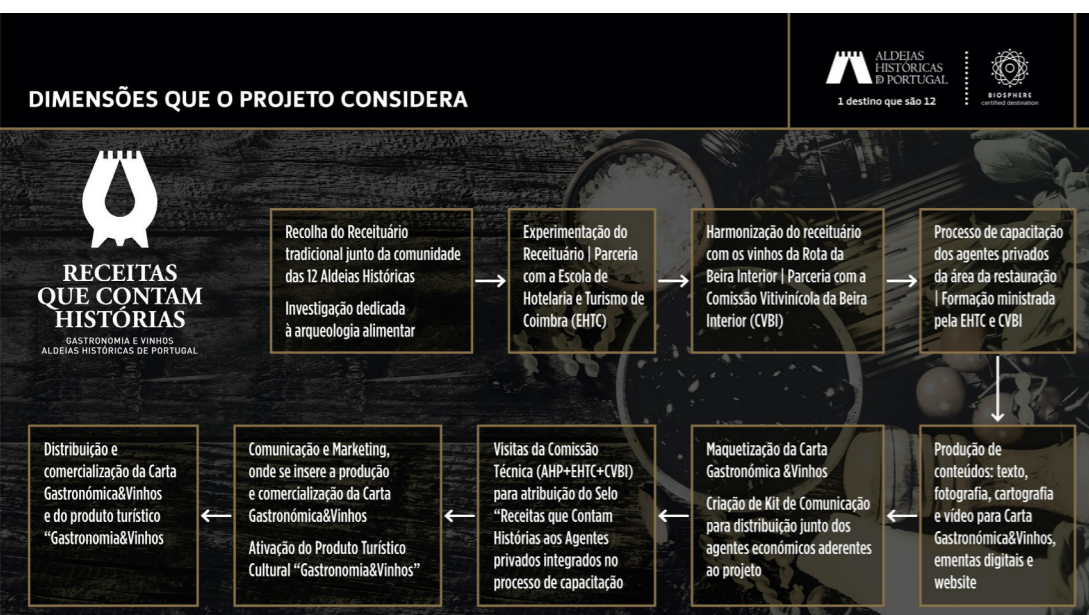 DIMENSÕES QUE O PROJETO CONSIDERA
ALDEIAS
HISTÓRICAS
DE PORTUGAL
1 destino que são 12
BIOSPHERE
certified destination
RECEITAS
QUE CONTAM
HISTÓRIAS
GASTRONOMIA E VINHOS
ALDEIAS HISTÓRICAS DE PORTUGAL
Recolha do Receituário
tradicional junto da comunidade
das 12 Aldeias Históricas
Investigação dedicada
à arqueologia alimentar
Experimentação do
Receituário | Parceria
com a Escola de
Hotelaria e Turismo de
Coimbra (EHTC)
Harmonização do receituário
com os vinhos da Rota da
Beira Interior | Parceria com a
Comissão Vitivinícola da Beira
Interior (CVBI)
Processo de capacitação
dos agentes privados
da área da restauração
| Formação ministrada
pela EHTC e CVBI
Produção de
conteúdos: texto,
fotografia, cartografia
e vídeo para Carta
Gastronómica&Vinhos,
ementas digitais e
website
Maquetização da Carta
Gastronómica &Vinhos
Criação de Kit de Comunicação
para distribuição junto dos
agentes económicos aderentes
ao projeto
Visitas da Comissão
Técnica (AHP+EHTC+CVBI)
para atribuição do Selo
“Receitas que Contam
Histórias aos Agentes
privados integrados no
processo de capacitação
Comunicação e Marketing,
onde se insere a produção
e comercialização da Carta
Gastronómica&Vinhos
Ativação do Produto Turístico
Cultural “Gastronomia&Vinhos”
Distribuição e
comercialização da Carta
Gastronómica&Vinhos
e do produto turístico
“Gastronomia&Vinhos